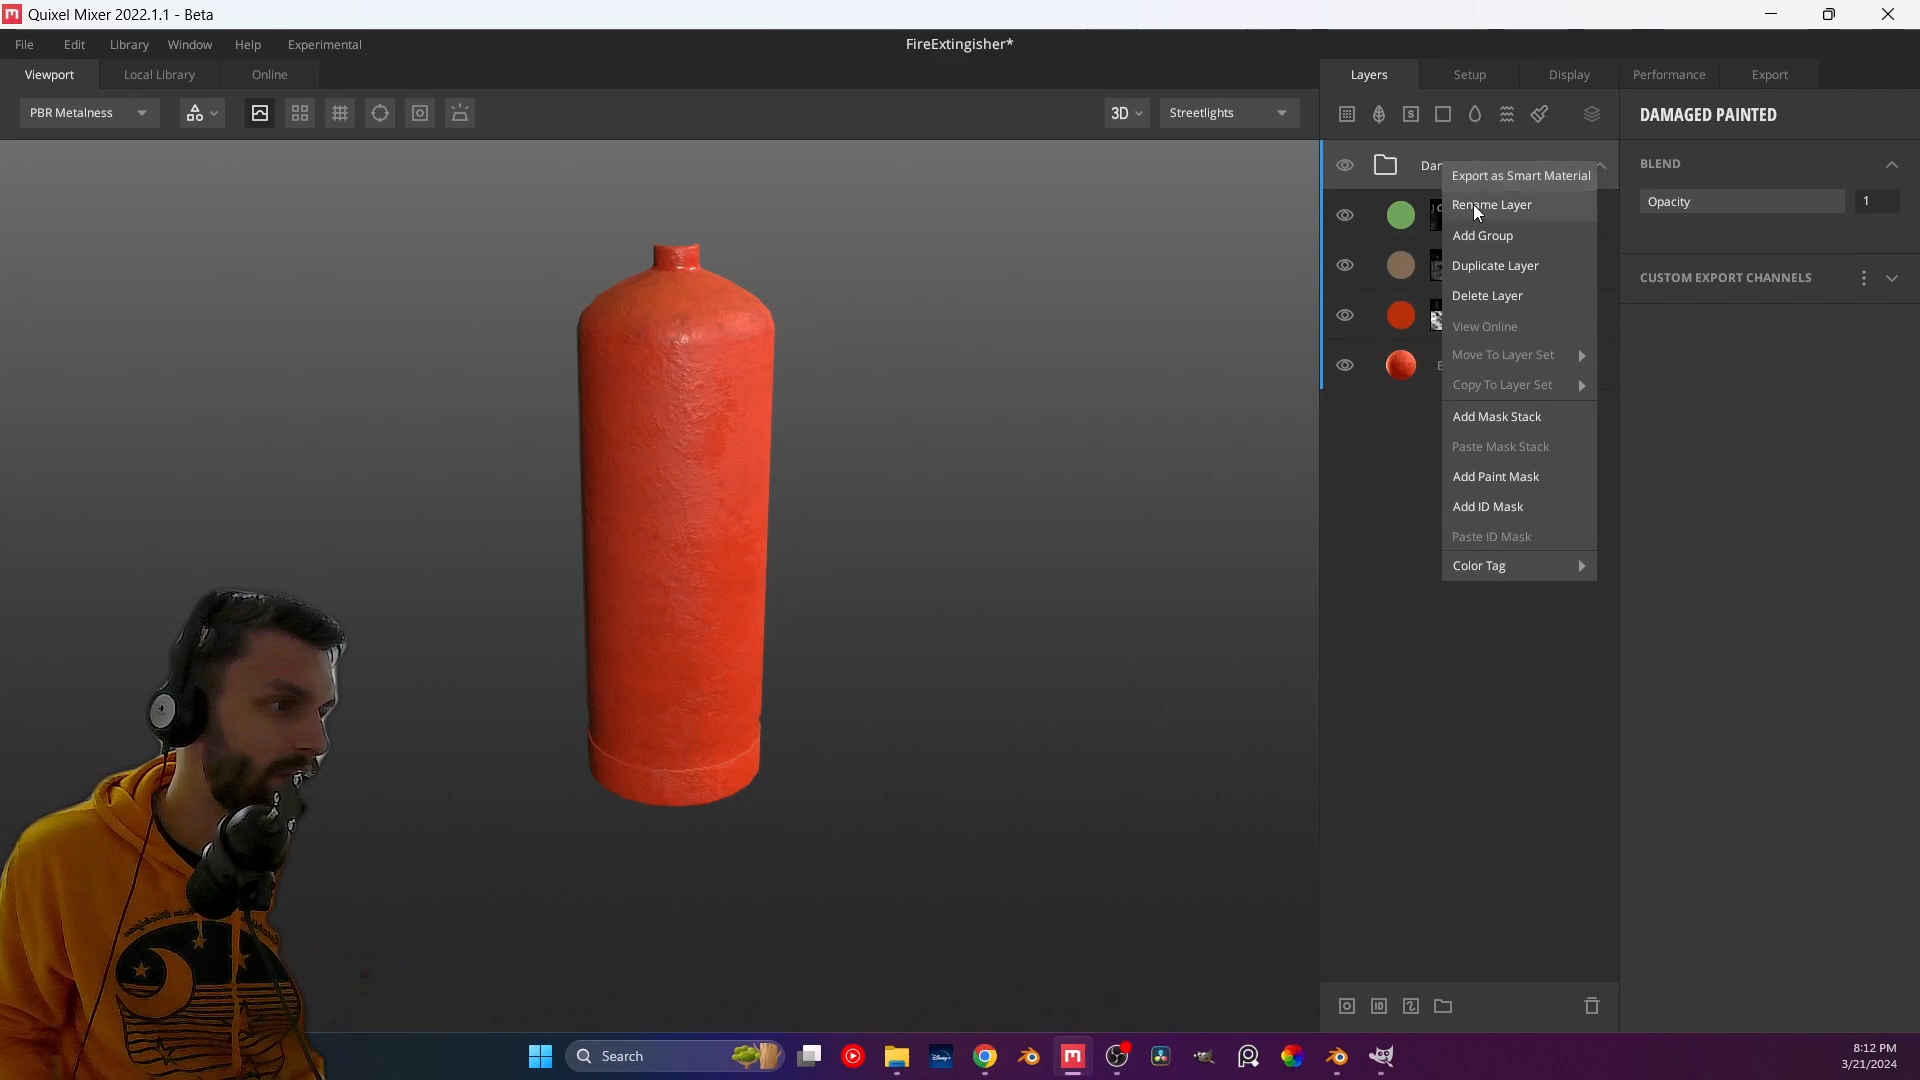 Quixel Mixer 2022.1.1 - Beta
File Edit Library Window Help Experimental
FireExtingisher*
Viewport Local Library Online
Layers Setup Display Performance Export
PBR Metalness
3D Streetlights
DAMAGED PAINTED
BLEND
Opacity 1
CUSTOM EXPORT CHANNELS
Export as Smart Material
Rename Layer
Add Group
Duplicate Layer
Delete Layer
View Online
Move To Layer Set
Copy To Layer Set
Add Mask Stack
Paste Mask Stack
Add Paint Mask
Add ID Mask
Paste ID Mask
Color Tag
Search
8:12 PM
3/21/2024